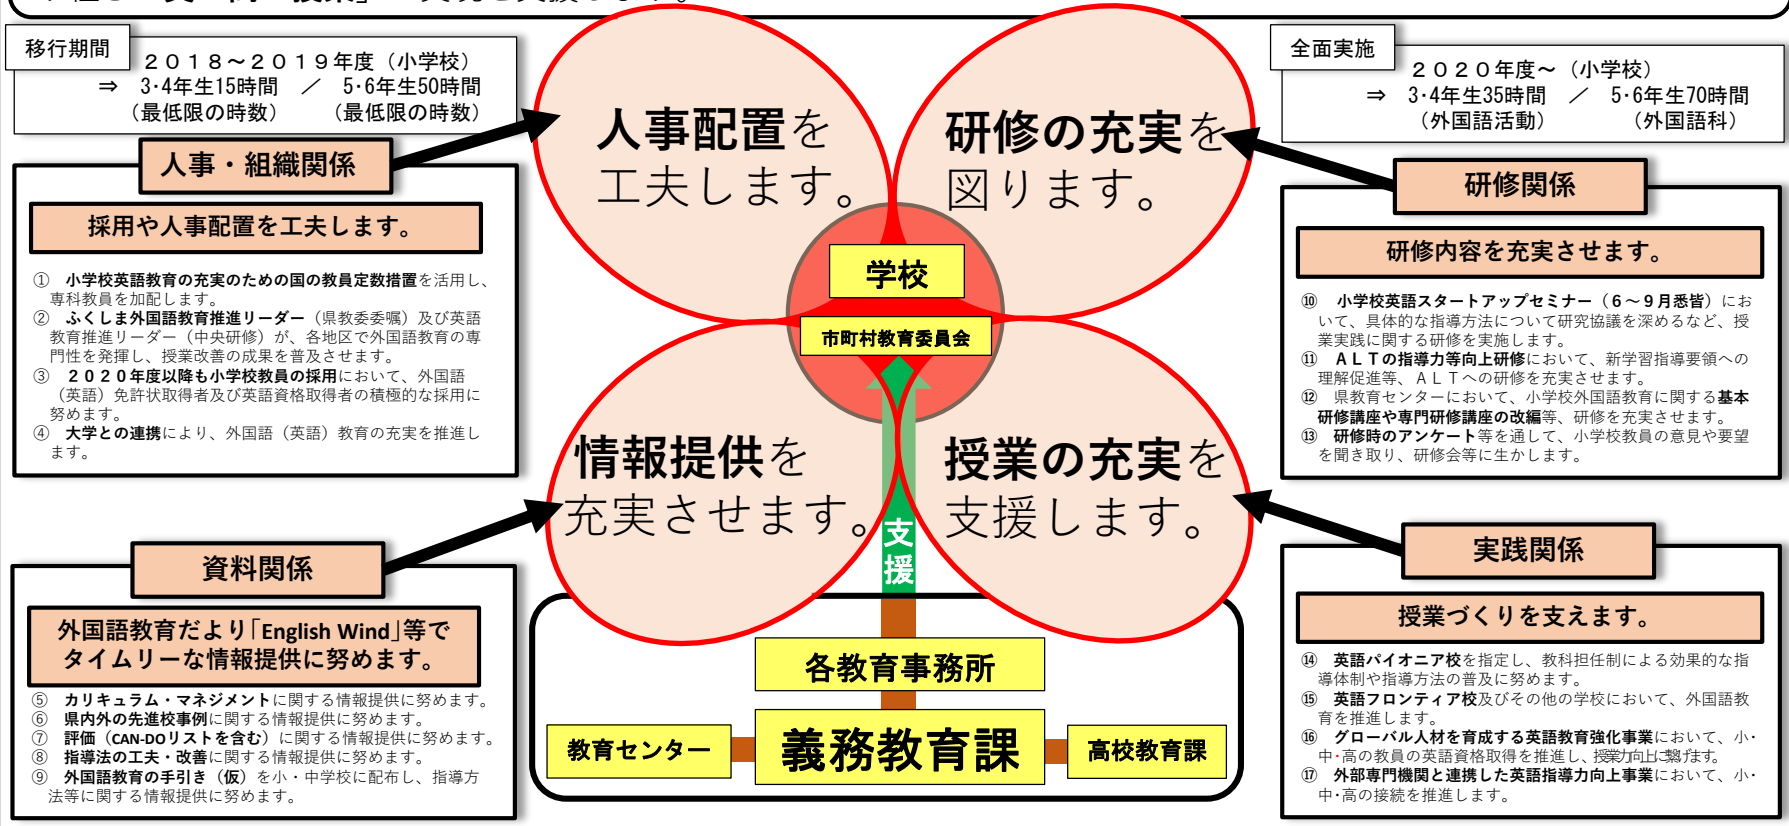 移行期間
２０１８～２０１９年度（小学校）
⇒ 3・4年生15時間 ／ 5・6年生50時間
（最低限の時数） （最低限の時数）
人事・組織関係
採用や人事配置を工夫します。
① 小学校英語教育の充実のための国の教員定数措置を活用し、
専科教員を加配します。
② ふくしま外国語教育推進リーダー（県教委委嘱）及び英語
教育推進リーダー（中央研修）が、各地区で外国語教育の専
門性を発揮し、授業改善の成果を普及させます。
③ ２０２０年度以降も小学校教員の採用において、外国語
（英語）免許状取得者及び英語資格取得者の積極的な採用に
努めます。
④ 大学との連携により、外国語（英語）教育の充実を推進し
ます。
資料関係
外国語教育だより｢English Wind｣等で
タイムリーな情報提供に努めます。
⑤ カリキュラム・マネジメントに関する情報提供に努めます。
⑥ 県内外の先進校事例に関する情報提供に努めます。
⑦ 評価（CAN-DOリストを含む）に関する情報提供に努めます。
⑧ 指導法の工夫・改善に関する情報提供に努めます。
⑨ 外国語教育の手引き（仮）を小・中学校に配布し、指導方
法等に関する情報提供に努めます。
人事配置を
工夫します。
研修の充実を
図ります。
学校
市町村教育委員会
情報提供を
充実させます。
授業の充実を
支援します。
支
援
各教育事務所
教育センター
義務教育課
高校教育課
全面実施
２０２０年度～（小学校）
⇒ 3・4年生35時間 ／ 5・6年生70時間
（外国語活動） （外国語科）
研修関係
研修内容を充実させます。
⑩ 小学校英語スタートアップセミナー（６～９月悉皆）にお
いて、具体的な指導方法について研究協議を深めるなど、授
業実践に関する研修を実施します。
⑪ ＡＬＴの指導力等向上研修において、新学習指導要領への
理解促進等、ＡＬＴへの研修を充実させます。
⑫ 県教育センターにおいて、小学校外国語教育に関する基本
研修講座や専門研修講座の改編等、研修を充実させます。
⑬ 研修時のアンケート等を通して、小学校教員の意見や要望
を聞き取り、研修会等に生かします。
実践関係
授業づくりを支えます。
⑭ 英語パイオニア校を指定し、教科担任制による効果的な指
導体制や指導方法の普及に努めます。
⑮ 英語フロンティア校及びその他の学校において、外国語教
育を推進します。
⑯ グローバル人材を育成する英語教育強化事業において、小・
中・高の教員の英語資格取得を推進し、授業力向上に繋げます。
⑰ 外部専門機関と連携した英語指導力向上事業において、小・
中・高の接続を推進します。